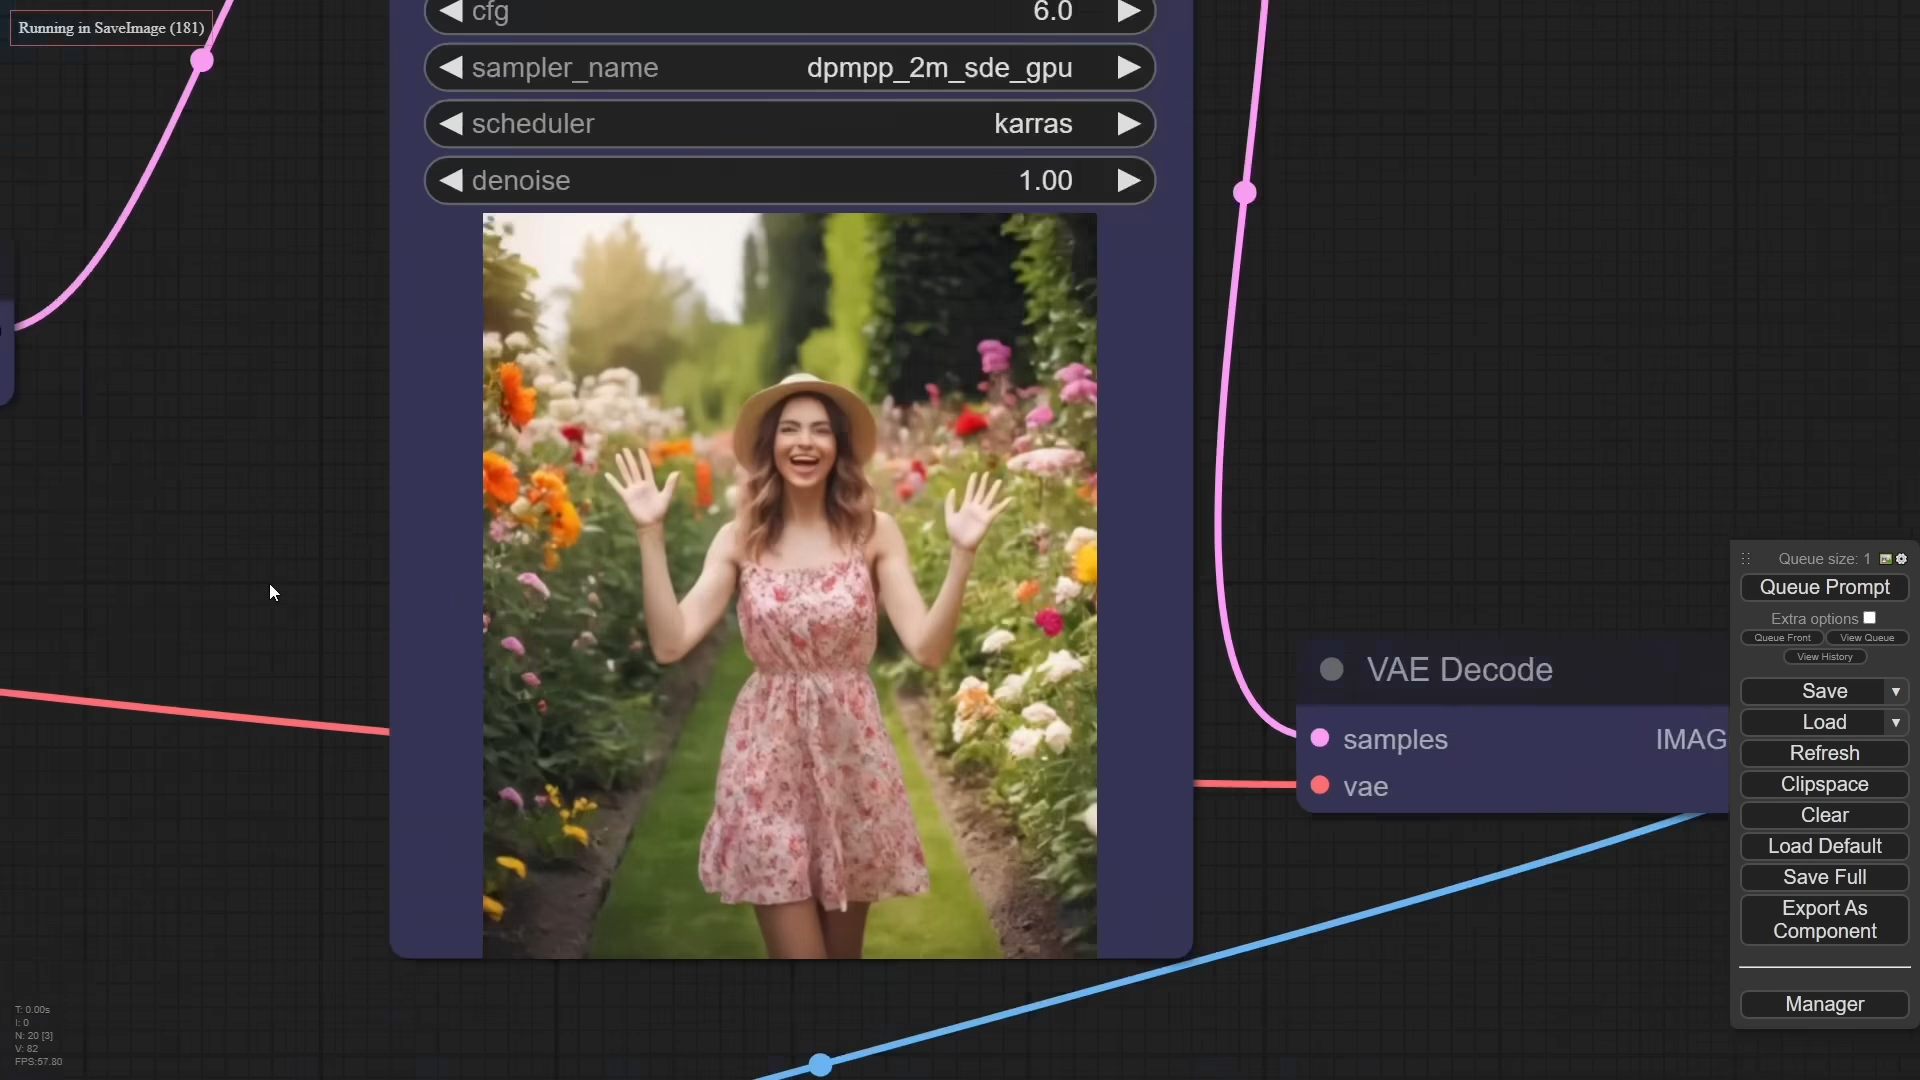 Running in SaveImage (181)
cfg 6.0
sampler_name dpmpp_2m_sde_gpu
scheduler karras
denoise 1.00
VAE Decode
samples IMAG
vae
Queue size: 1
Queue Prompt
Extra options
Queue Front View Queue
View History
Save
Load
Refresh
Clipspace
Clear
Load Default
Save Full
Export As
Component
Manager
T: 0.00s
I: 0
N: 20 [3]
V: 82
FPS:57.80